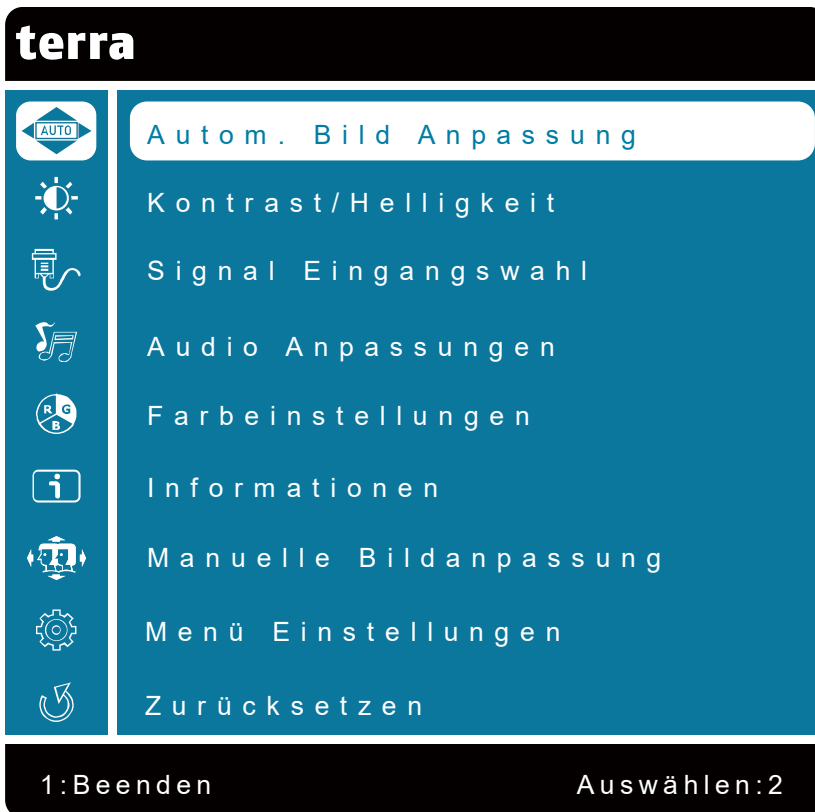 terra
AUTO
Autom. Bild Anpassung
Kontrast/Helligkeit
Signal Eingangswahl
Audio Anpassungen
R G
B
Farbeinstellungen
i
Informationen
Manuelle Bildanpassung
Menü Einstellungen
Zurücksetzen
1:Beenden Auswählen:2